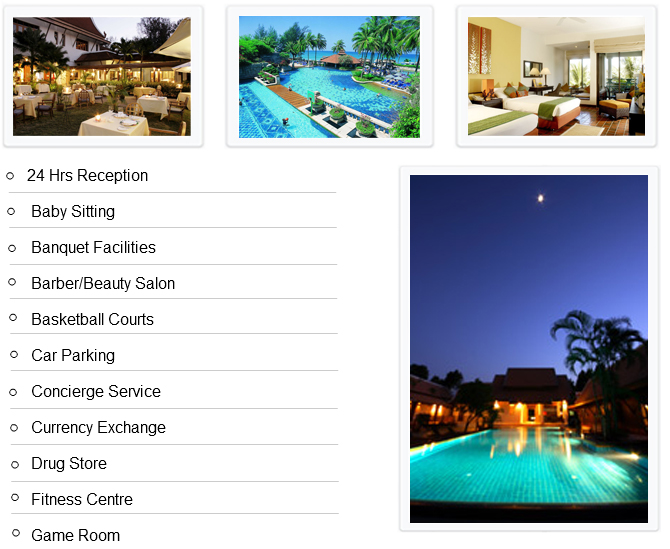 24 Hrs Reception
Baby Sitting
Banquet Facilities
Barber/Beauty Salon
Basketball Courts
Car Parking
Concierge Service
Currency Exchange
Drug Store
Fitness Centre
Game Room